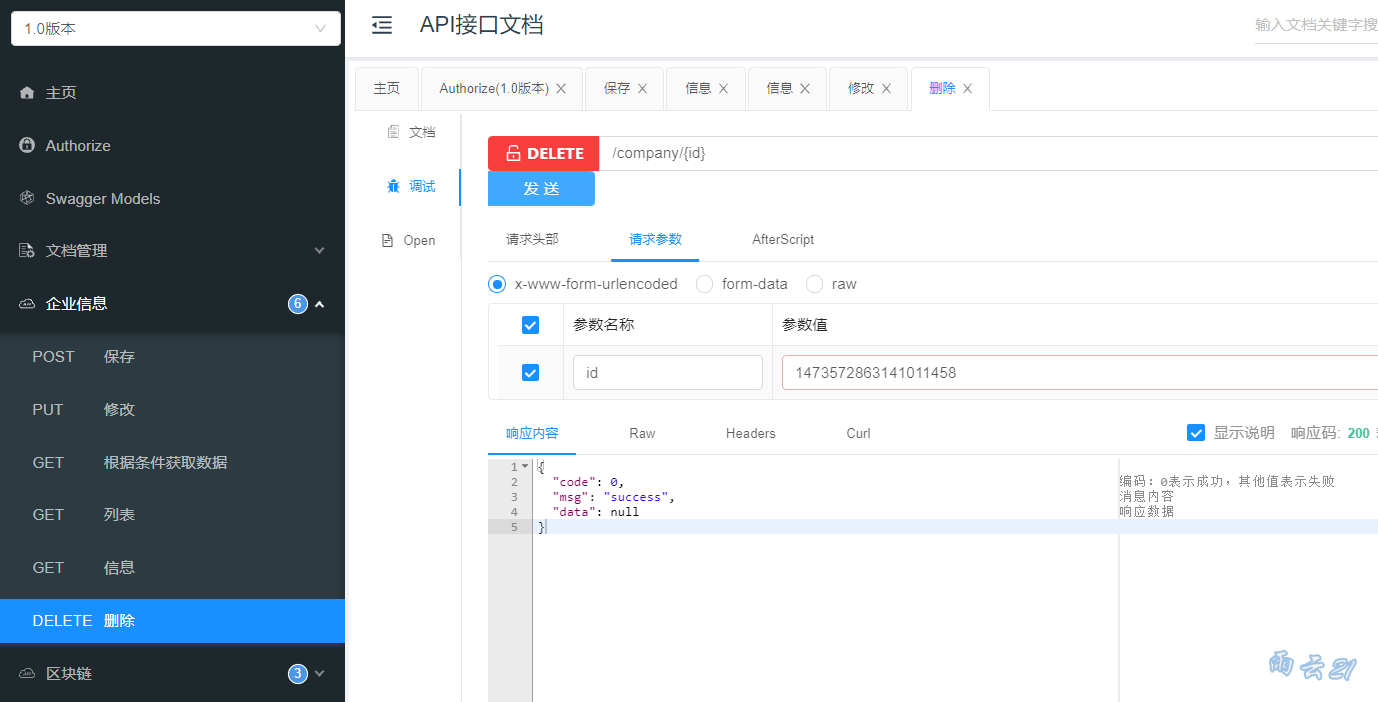 1.0版本
API接口文档
输入文档关键字搜
主页
Authorize
Swagger Models
文档管理
企业信息 6
POST 保存
PUT 修改
GET 根据条件获取数据
GET 列表
GET 信息
DELETE 删除
区块链 3
主页 Authorize(1.0版本) 保存 信息 信息 修改 删除
文档
调试
Open
DELETE /company/{id}
发 送
请求头部 请求参数 AfterScript
x-www-form-urlencoded form-data raw
参数名称 参数值
id 1473572863141011458
响应内容 Raw Headers Curl 显示说明 响应码: 200
1 {
2 "code": 0, 编码：0表示成功，其他值表示失败
3 "msg": "success", 消息内容
4 "data": null 响应数据
5 }
雨云21